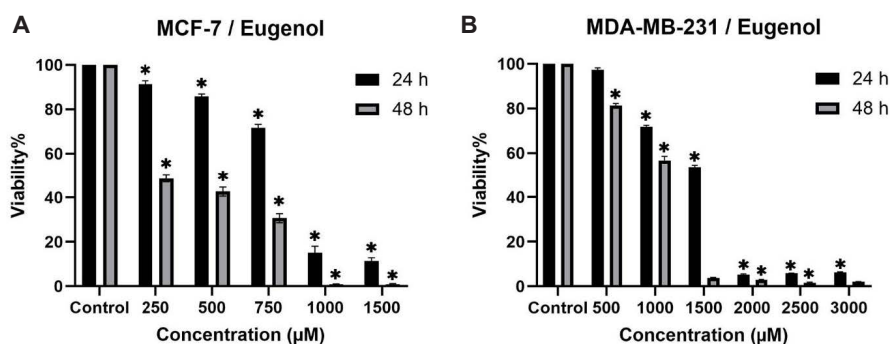 A
MCF-7 / Eugenol
100
80
60
40
20
0
Viability%
* * * * *
* * * * *
24 h
48 h
Control 250 500 750 1000 1500
Concentration (µM)
B
MDA-MB-231 / Eugenol
100
80
60
40
20
0
Viability%
* * * * * *
* * * *
24 h
48 h
Control 500 1000 1500 2000 2500 3000
Concentration (µM)